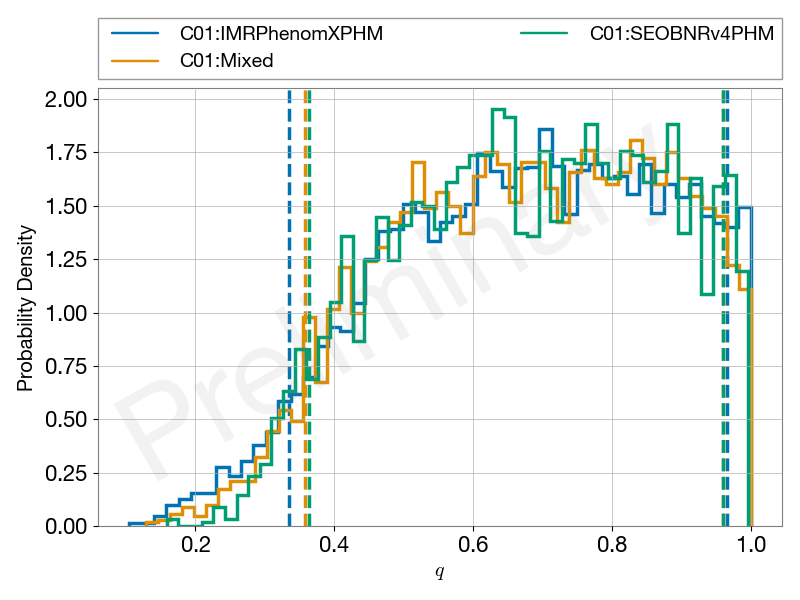 C01:IMRPhenomXPHM
C01:Mixed
C01:SEOBNRv4PHM
2.00
1.75
1.50
1.25
1.00
0.75
0.50
0.25
0.00
Probability Density
Preliminary
0.2 0.4 0.6 0.8 1.0
q